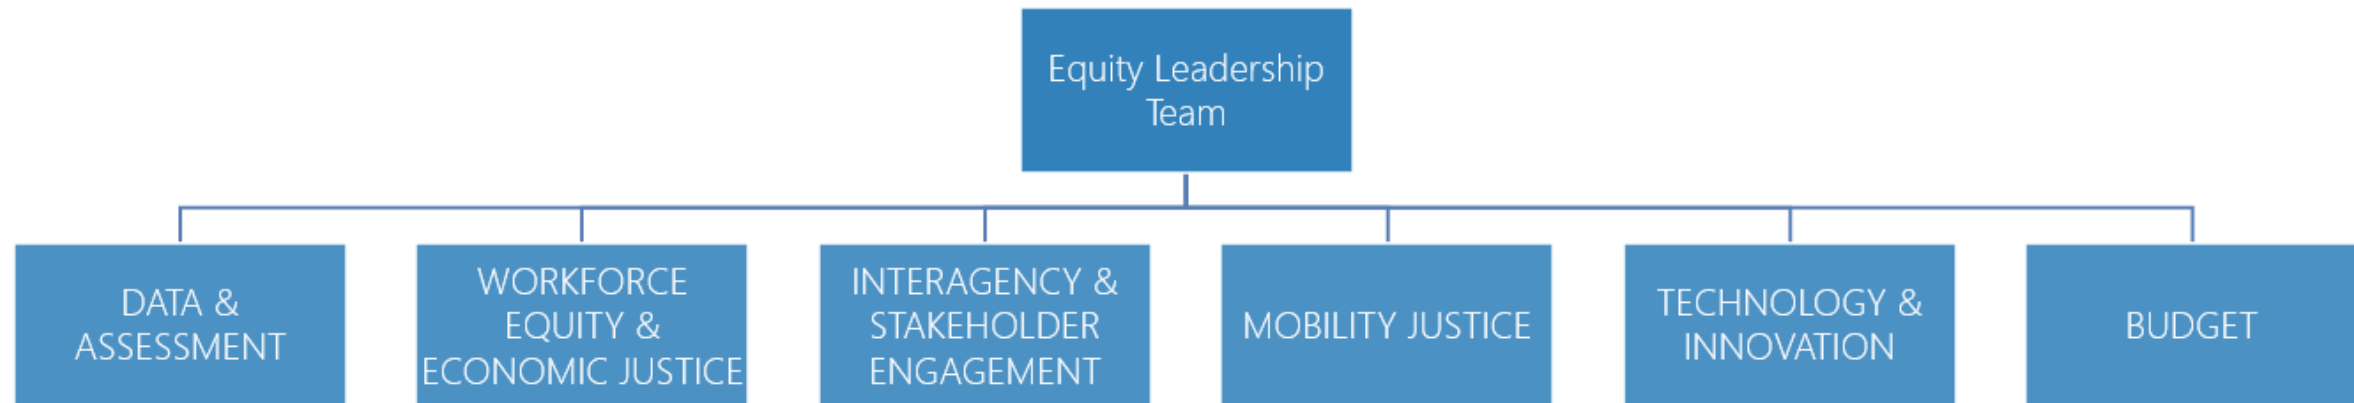 Equity Leadership
Team
DATA &
ASSESSMENT
WORKFORCE
EQUITY &
ECONOMIC JUSTICE
INTERAGENCY &
STAKEHOLDER
ENGAGEMENT
MOBILITY JUSTICE
TECHNOLOGY &
INNOVATION
BUDGET